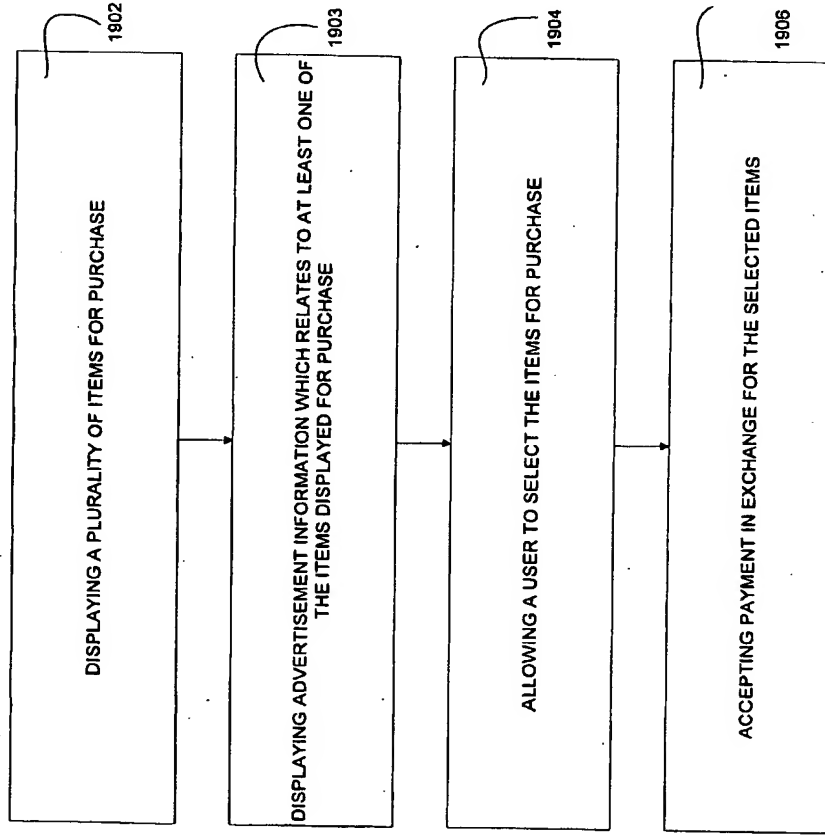 1902
DISPLAYING A PLURALITY OF ITEMS FOR PURCHASE
1903
DISPLAYING ADVERTISEMENT INFORMATION WHICH RELATES TO AT LEAST ONE OF
THE ITEMS DISPLAYED FOR PURCHASE
1904
ALLOWING A USER TO SELECT THE ITEMS FOR PURCHASE
1906
ACCEPTING PAYMENT IN EXCHANGE FOR THE SELECTED ITEMS